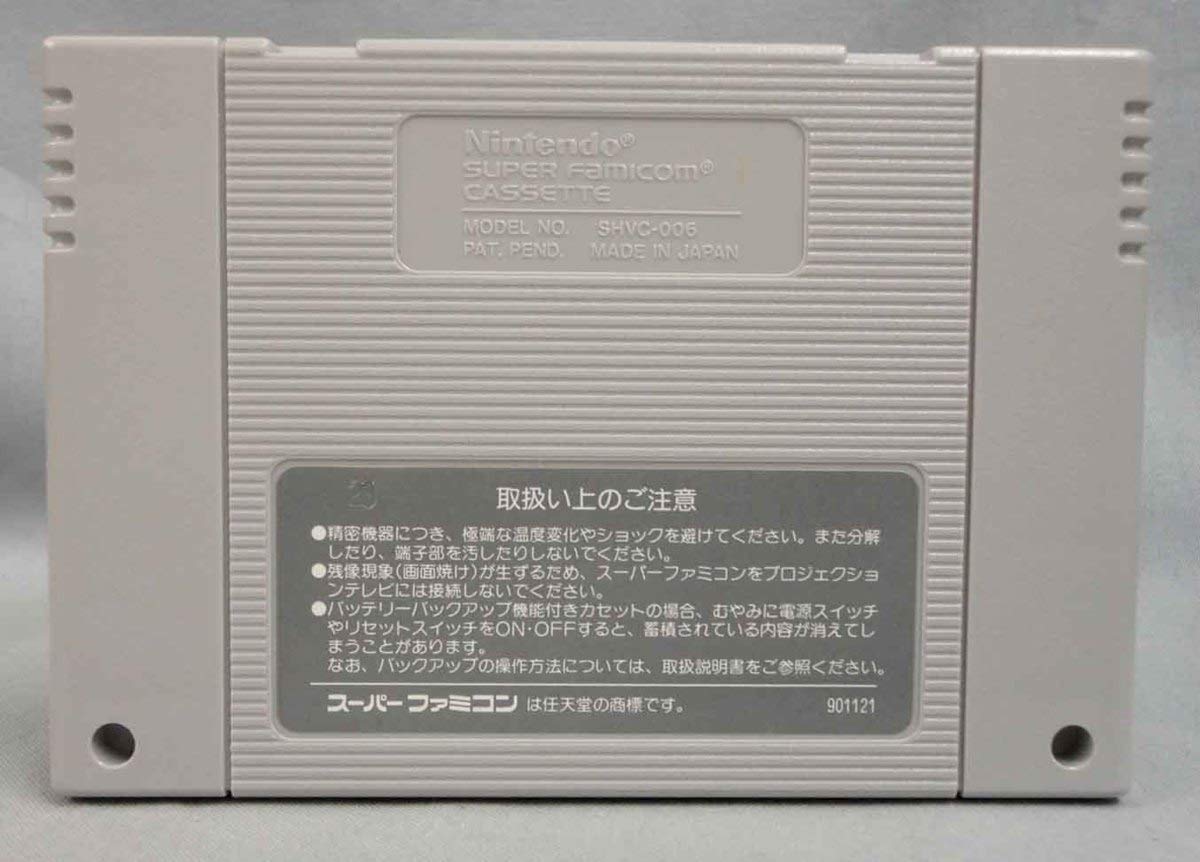 Nintendo®
SUPER FAMICOM®
CASSETTE
MODEL NO. SHVC-006
PAT. PEND. MADE IN JAPAN
取扱い上のご注意
●精密機器につき、極端な温度変化やショックを避けてください。また分解
したり、端子部を汚したりしないでください。
●残像現象(画面焼け)が生ずるため、スーパーファミコンをプロジェクショ
ンテレビには接続しないでください。
●バッテリーバックアップ機能付きカセットの場合、むやみに電源スイッチ
やリセットスイッチをON·OFFすると、蓄積されている内容が消えてし
まうことがあります。
なお、バックアップの操作方法については、取扱説明書をご参照ください。
スーパーファミコン は任天堂の商標です。 901121